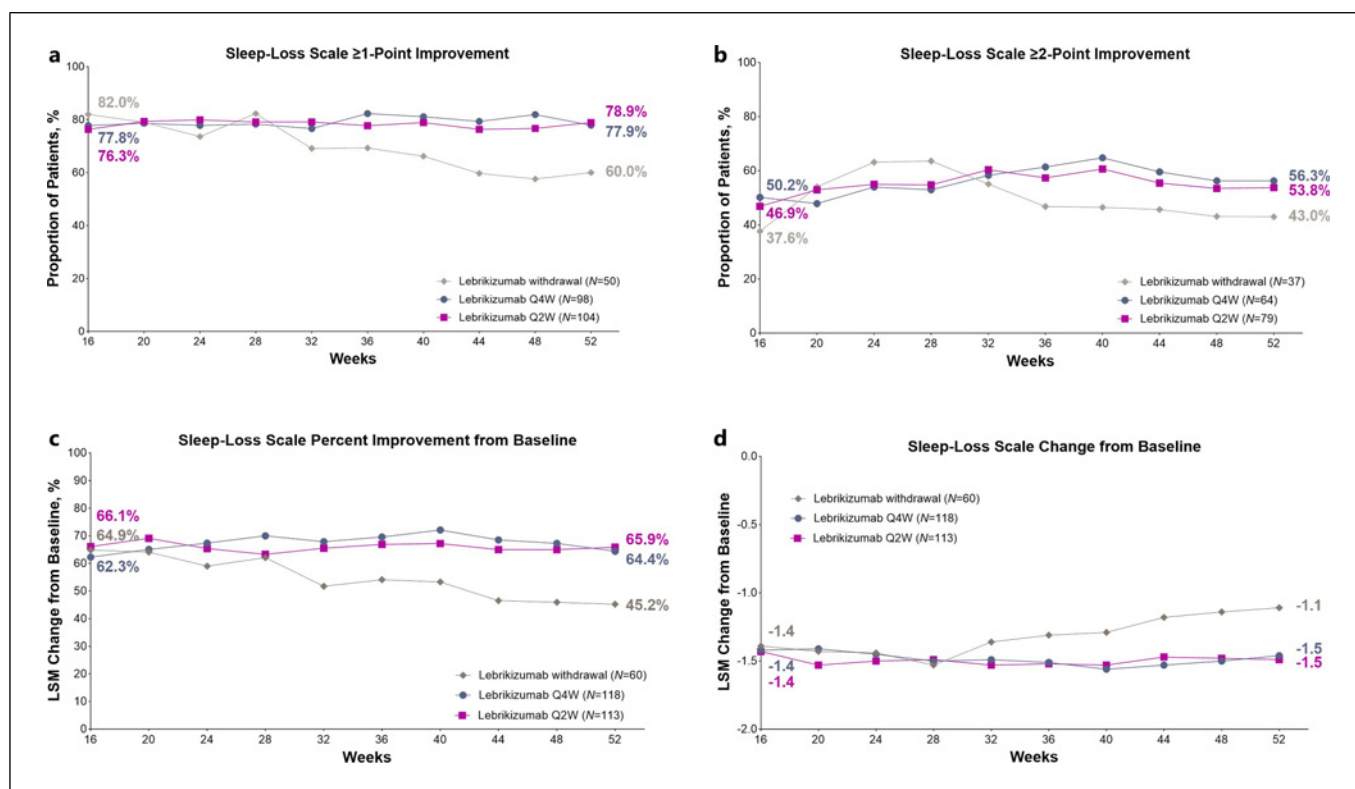 a
Sleep-Loss Scale ≥1-Point Improvement
Proportion of Patients, %
100
80
60
40
20
0
82.0%
77.8%
76.3%
78.9%
77.9%
60.0%
Lebrikizumab withdrawal (N=50)
Lebrikizumab Q4W (N=98)
Lebrikizumab Q2W (N=104)
16 20 24 28 32 36 40 44 48 52
Weeks
b
Sleep-Loss Scale ≥2-Point Improvement
Proportion of Patients, %
100
80
60
40
20
0
50.2%
46.9%
37.6%
56.3%
53.8%
43.0%
Lebrikizumab withdrawal (N=37)
Lebrikizumab Q4W (N=64)
Lebrikizumab Q2W (N=79)
16 20 24 28 32 36 40 44 48 52
Weeks
c
Sleep-Loss Scale Percent Improvement from Baseline
LSM Change from Baseline, %
100
90
80
70
60
50
40
30
20
10
0
66.1%
64.9%
62.3%
65.9%
64.4%
45.2%
Lebrikizumab withdrawal (N=60)
Lebrikizumab Q4W (N=118)
Lebrikizumab Q2W (N=113)
16 20 24 28 32 36 40 44 48 52
Weeks
d
Sleep-Loss Scale Change from Baseline
LSM Change from Baseline
0.0
-0.5
-1.0
-1.5
-2.0
Lebrikizumab withdrawal (N=60)
Lebrikizumab Q4W (N=118)
Lebrikizumab Q2W (N=113)
-1.4
-1.4
-1.4
-1.1
-1.5
-1.5
16 20 24 28 32 36 40 44 48 52
Weeks